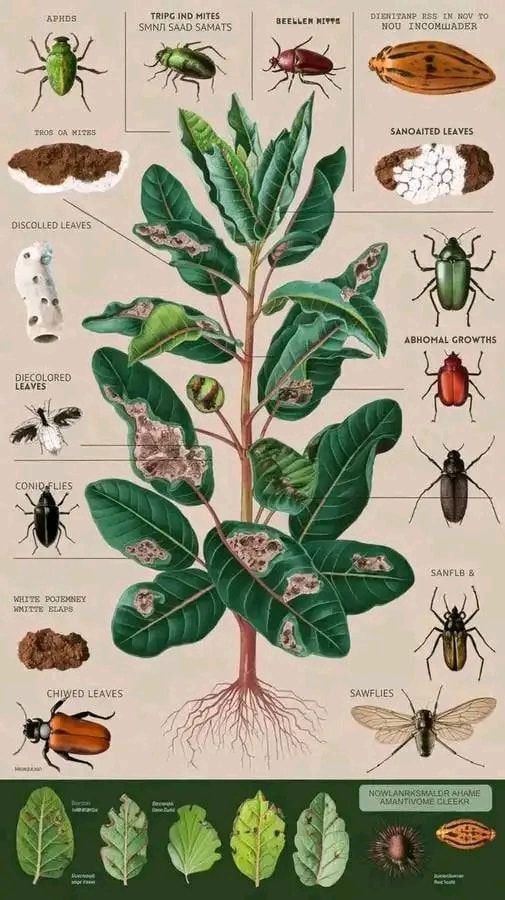 APHDS
TRIPG IND MITES
SMNЛ SAAD SAMATS
BEELLEN MITTS
DIENITANP RSS IN NOV TO
NOU INCOMWADER
TROS OA MITES
SANOAITED LEAVES
DISCOLLED LEAVES
ABHOMAL GROWTHS
DIECOLORED
LEAVES
CONID FLIES
SANFLB &
WHITE POJEMNEY
WMITTE ELAPS
CHIWED LEAVES
SAWFLIES
NOWLANRKSMALDR AHAME
AMANTIVOME CLEEKR